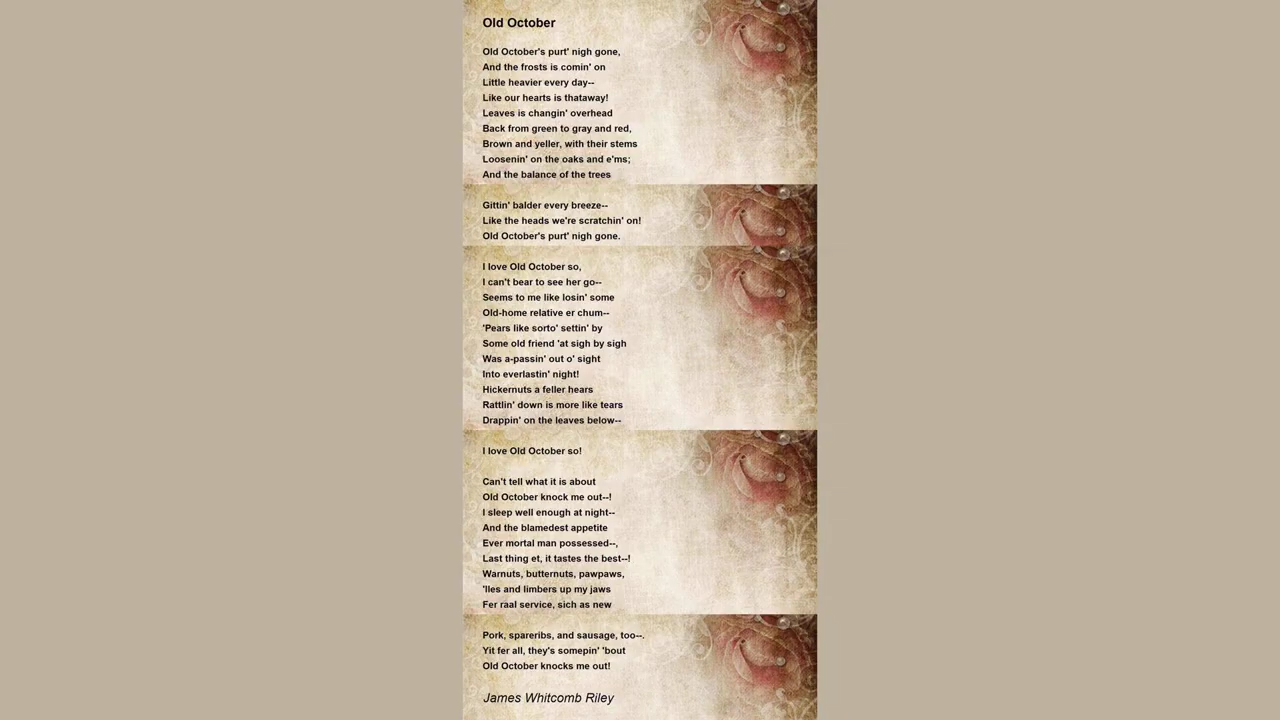 Old October
Old October's purt' nigh gone,
And the frosts is comin' on
Little heavier every day--
Like our hearts is thataway!
Leaves is changin' overhead
Back from green to gray and red,
Brown and yeller, with their stems
Loosenin' on the oaks and e'ms;
And the balance of the trees
Gittin' balder every breeze--
Like the heads we're scratchin' on!
Old October's purt' nigh gone.
I love Old October so,
I can't bear to see her go--
Seems to me like losin' some
Old-home relative er chum--
'Pears like sorto' settin' by
Some old friend 'at sigh by sigh
Was a-passin' out o' sight
Into everlastin' night!
Hickernuts a feller hears
Rattlin' down is more like tears
Drappin' on the leaves below--
I love Old October so!
Can't tell what it is about
Old October knock me out--!
I sleep well enough at night--
And the blamedest appetite
Ever mortal man possessed--,
Last thing et, it tastes the best--!
Warnuts, butternuts, pawpaws,
'Iles and limbers up my jaws
Fer raal service, sich as new
Pork, spareribs, and sausage, too--.
Yit fer all, they's somepin' 'bout
Old October knocks me out!
James Whitcomb Riley